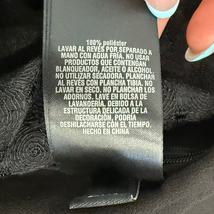 100% poliéster
LAVAR AL REVÉS POR SEPARADO A
MANO CON AGUA FRÍA, NO USAR
PRODUCTOS QUE CONTENGAN
BLANQUEADOR, ACEITE O ALCOHOL
NO UTILIZAR SECADORA. PLANCHAR
AL REVÉS CON PLANCHA TIBIA, NO
LAVAR EN SECO. NO PLANCHAR LOS
ADORNOS. LAVE EN BOLSA DE
LAVANDERÍA. DEBIDO A LA
ESTRUCTURA DELICADA DE LA
DECORACIÓN, PODRÍA
DESHILACHARSE CON EL TIEMPO.
HECHO EN CHINA